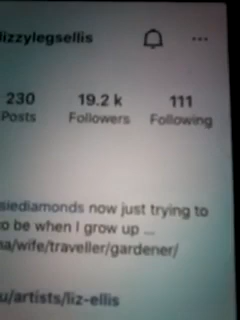 lizzylegsellis
230 19.2 k 111
Posts Followers Following
siediamonds now just trying to
o be when I grow up ...
na/wife/traveller/gardener/
u/artists/liz-ellis